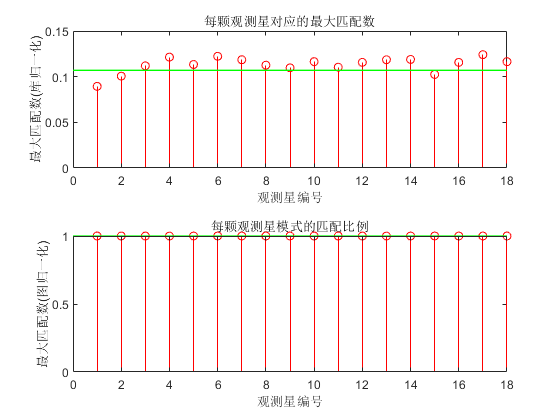 每颗观测星对应的最大匹配数
最大匹配数(库归一化)
0.15
0.1
0.05
0
0 2 4 6 8 10 12 14 16 18
观测星编号
每颗观测星模式的匹配比例
最大匹配数(图归一化)
1
0.5
0
0 2 4 6 8 10 12 14 16 18
观测星编号